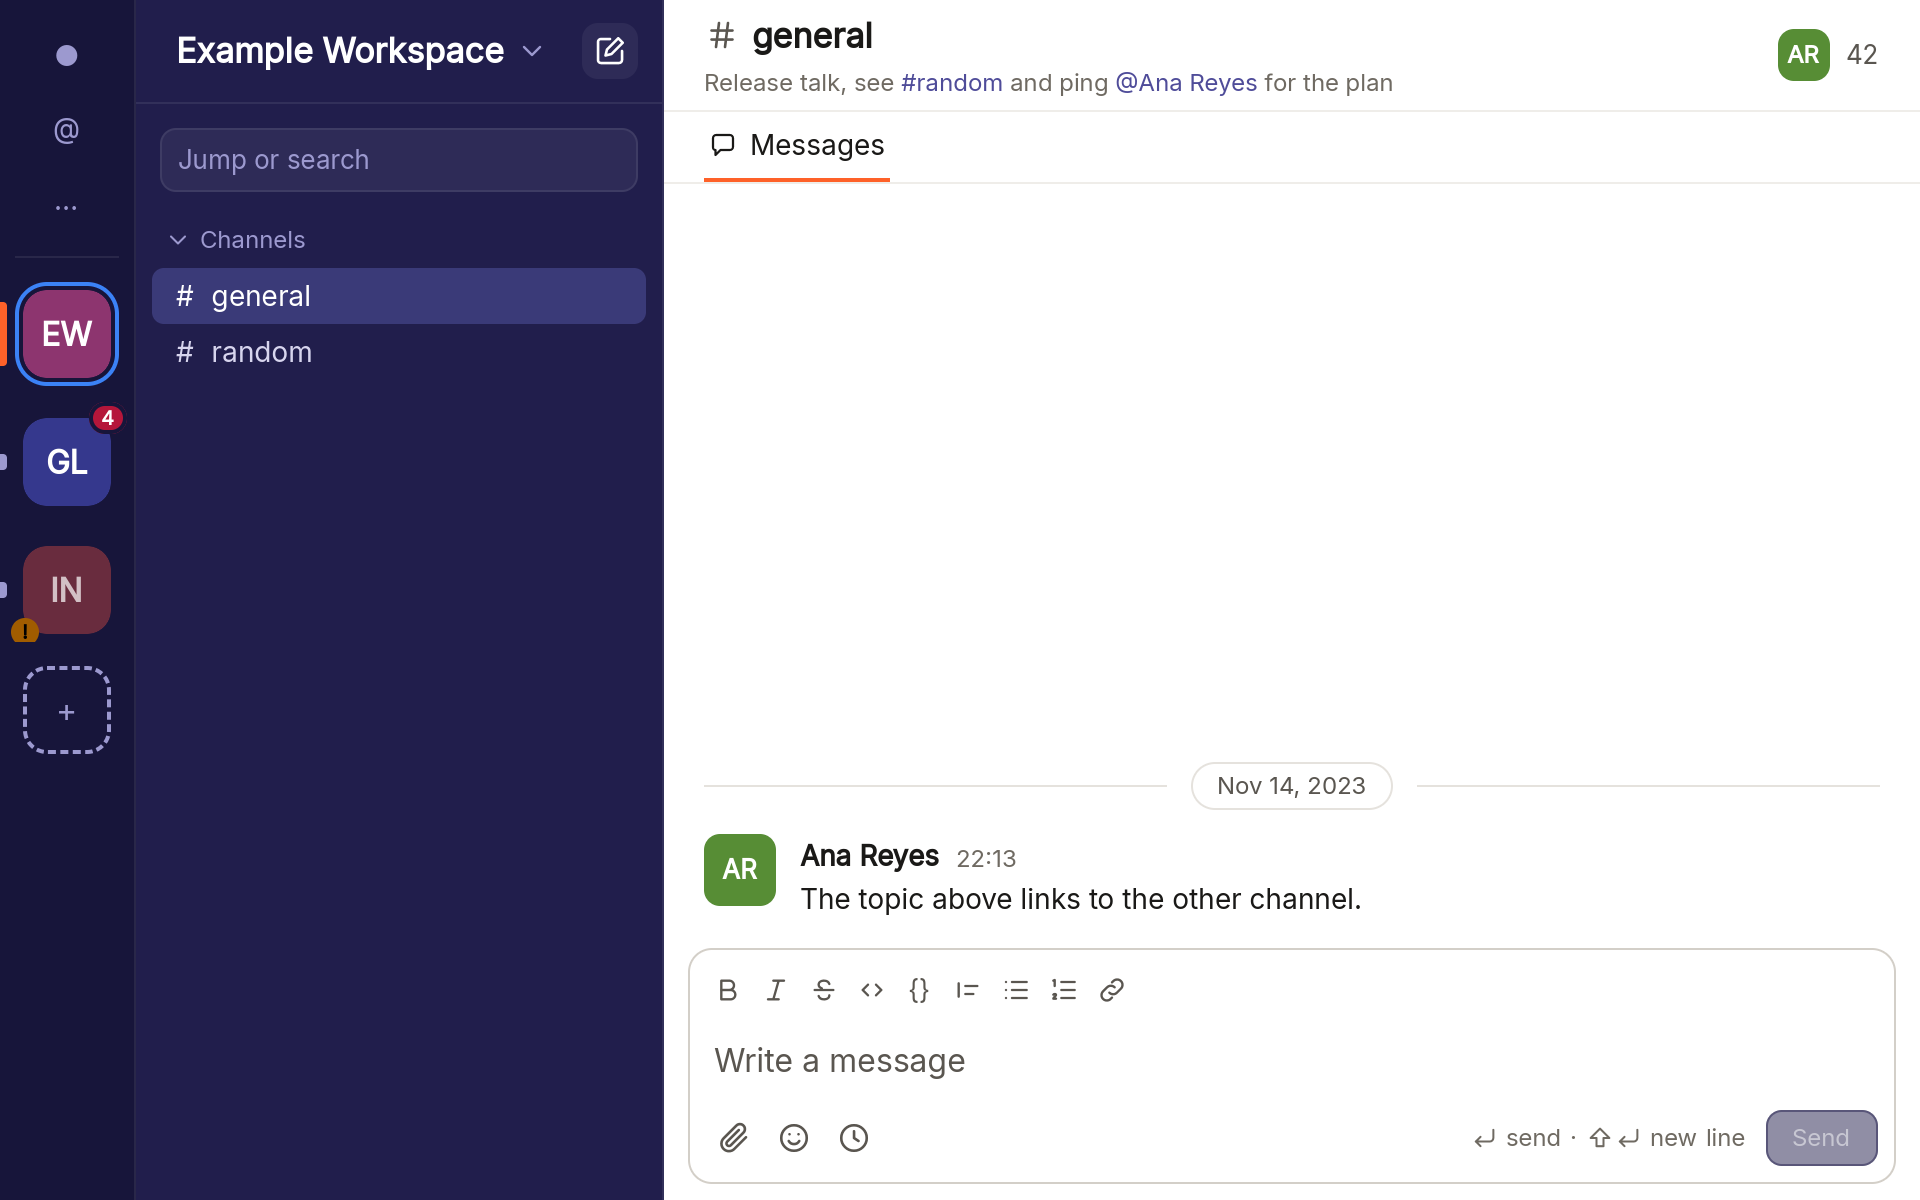 @
...
EW
4
GL
IN
!
+
Example Workspace
Jump or search
Channels
# general
# random
# general
Release talk, see #random and ping @Ana Reyes for the plan
AR 42
Messages
Nov 14, 2023
AR
Ana Reyes 22:13
The topic above links to the other channel.
Write a message
send · new line
Send